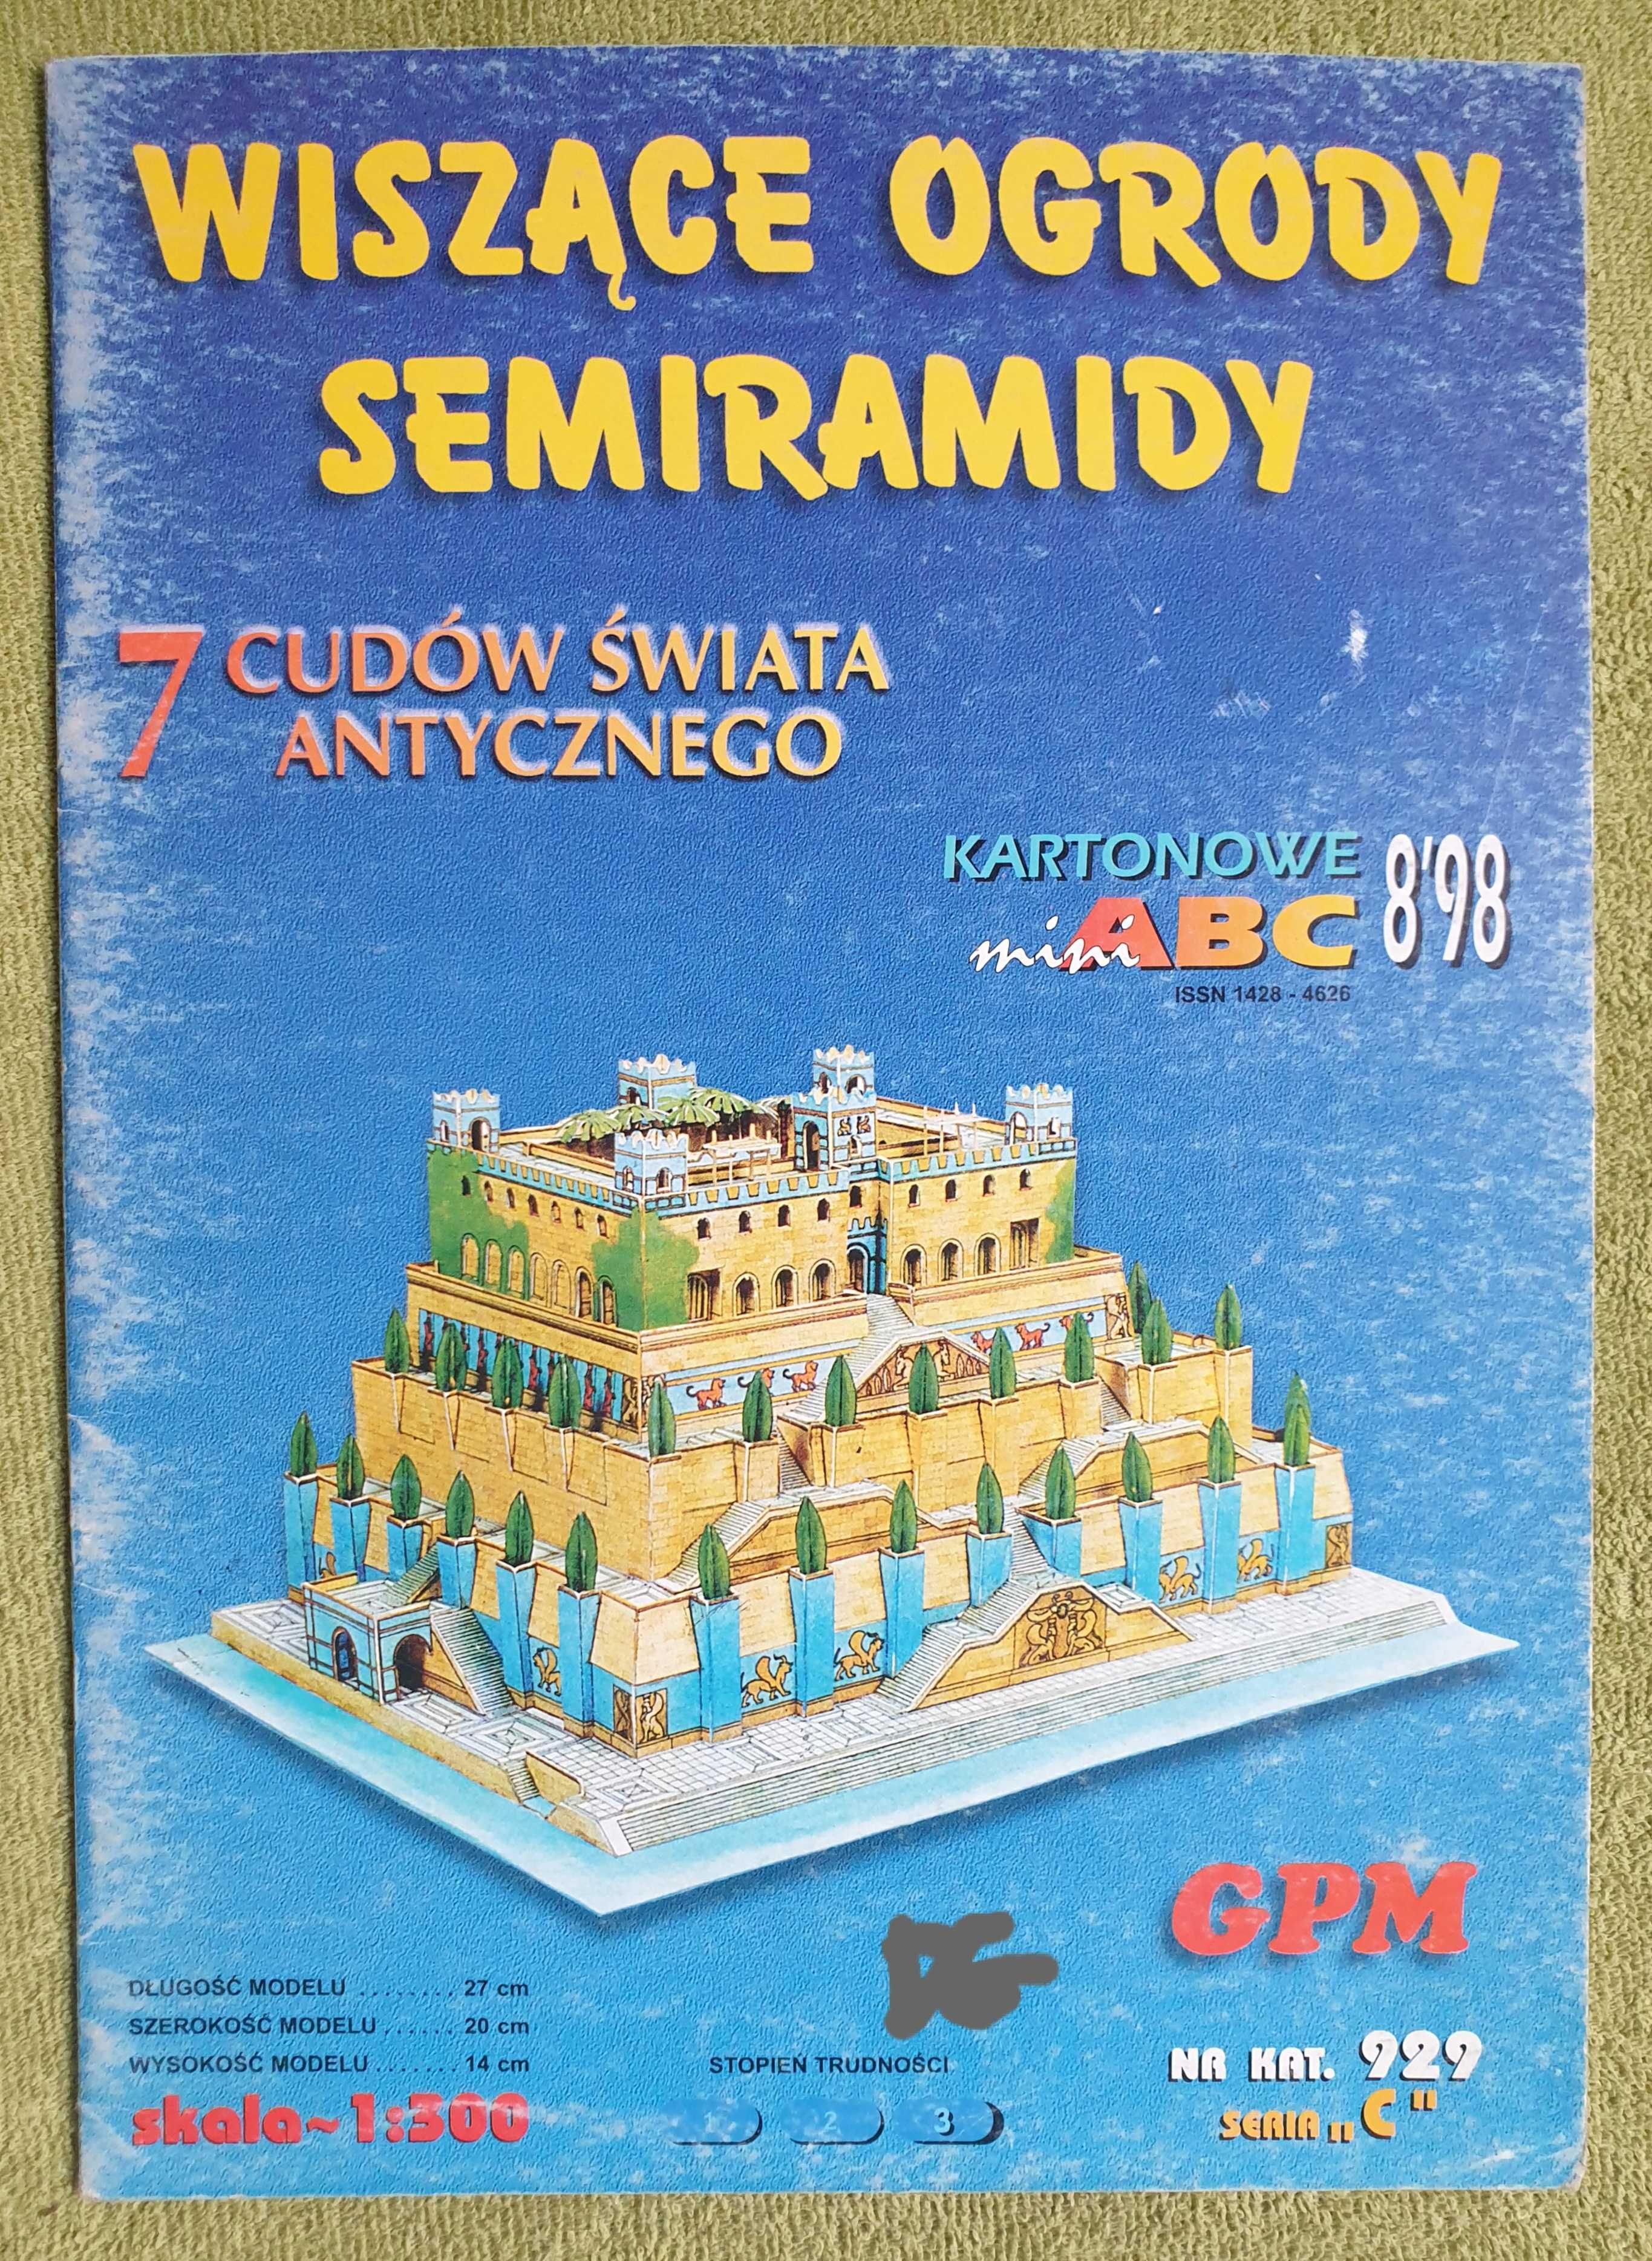 WISZĄCE OGRODY
SEMIRAMIDY
7 CUDÓW ŚWIATA
ANTYCZNEGO
KARTONOWE 8'98
mini ABC
ISSN 1428 - 4626
GPM
DŁUGOŚĆ MODELU ........ 27 cm
SZEROKOŚĆ MODELU ...... 20 cm
WYSOKOŚĆ MODELU ....... 14 cm
skala~1:300
STOPIEŃ TRUDNOŚCI
1 2 3
NR KAT. 929
SERIA „C"